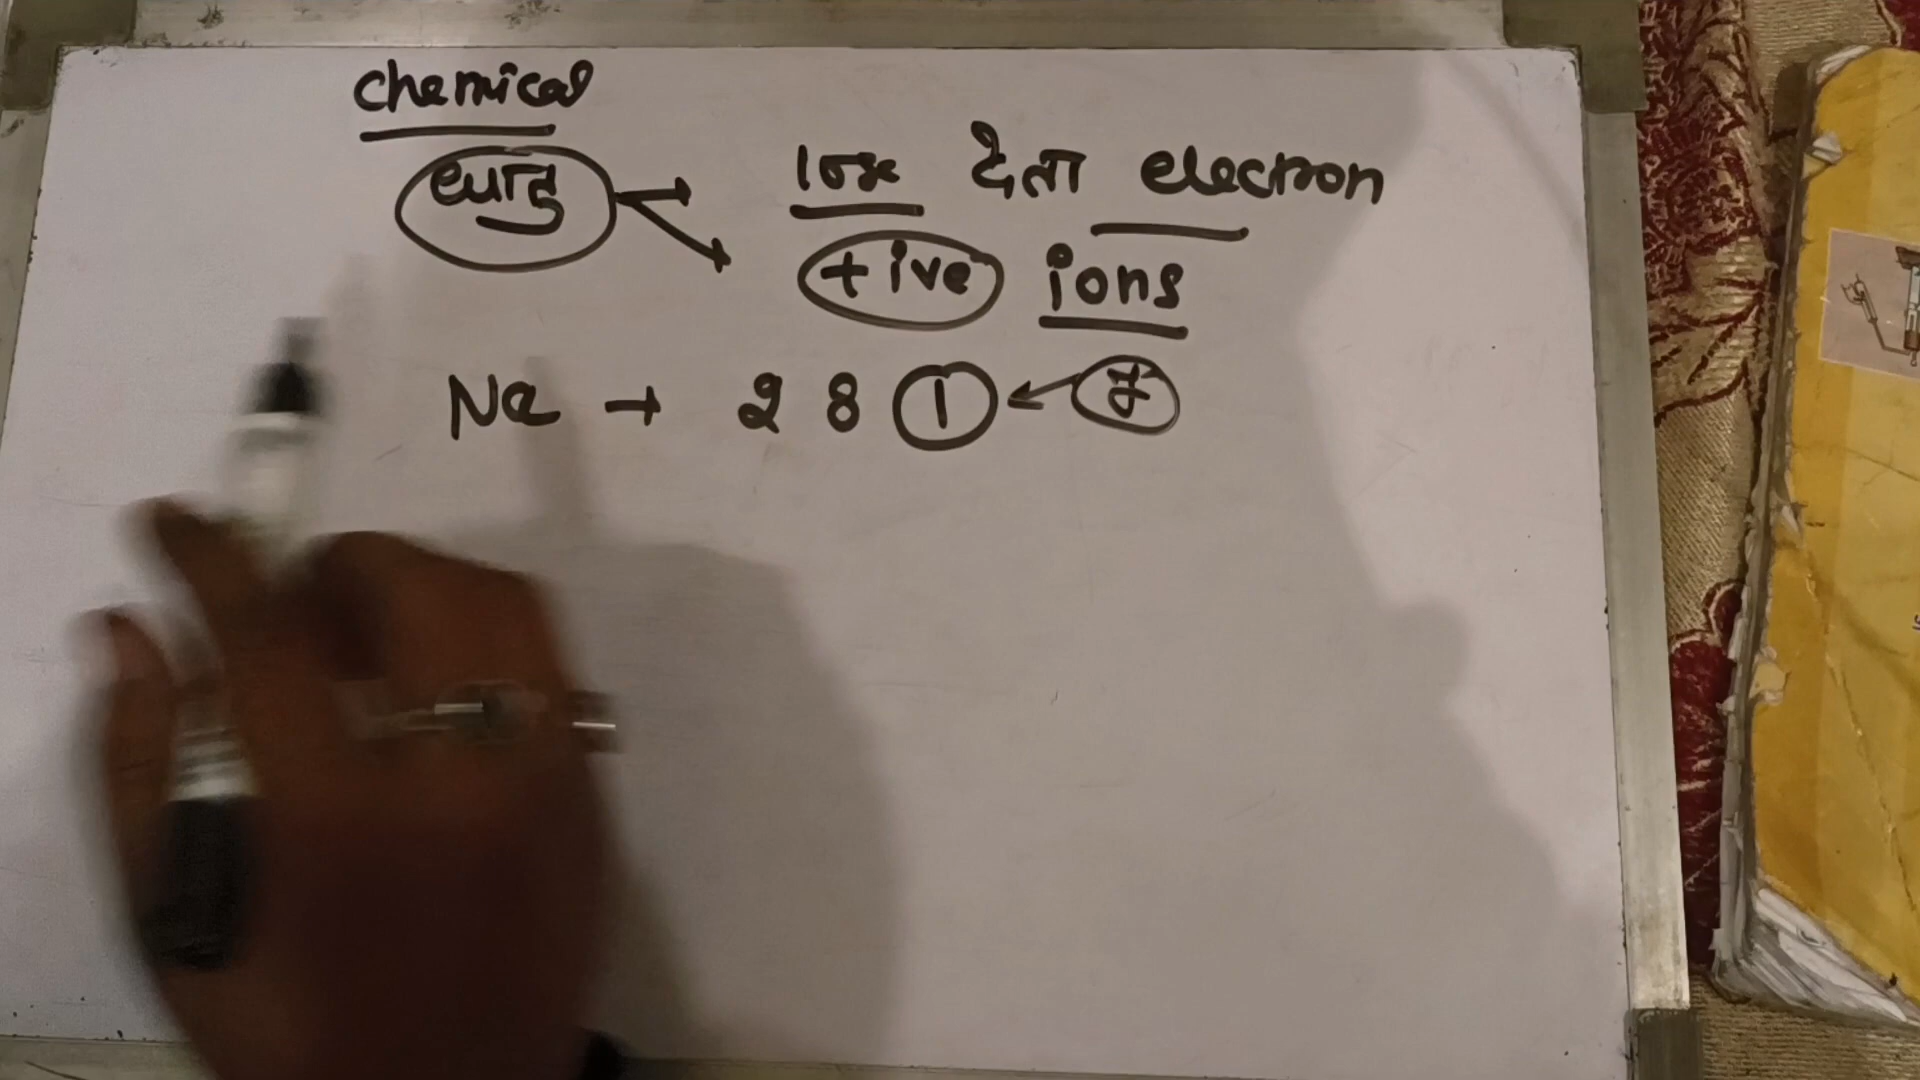 chemical
धातु → loss देता electron
+ive ions
Na → 2 8 1 ←